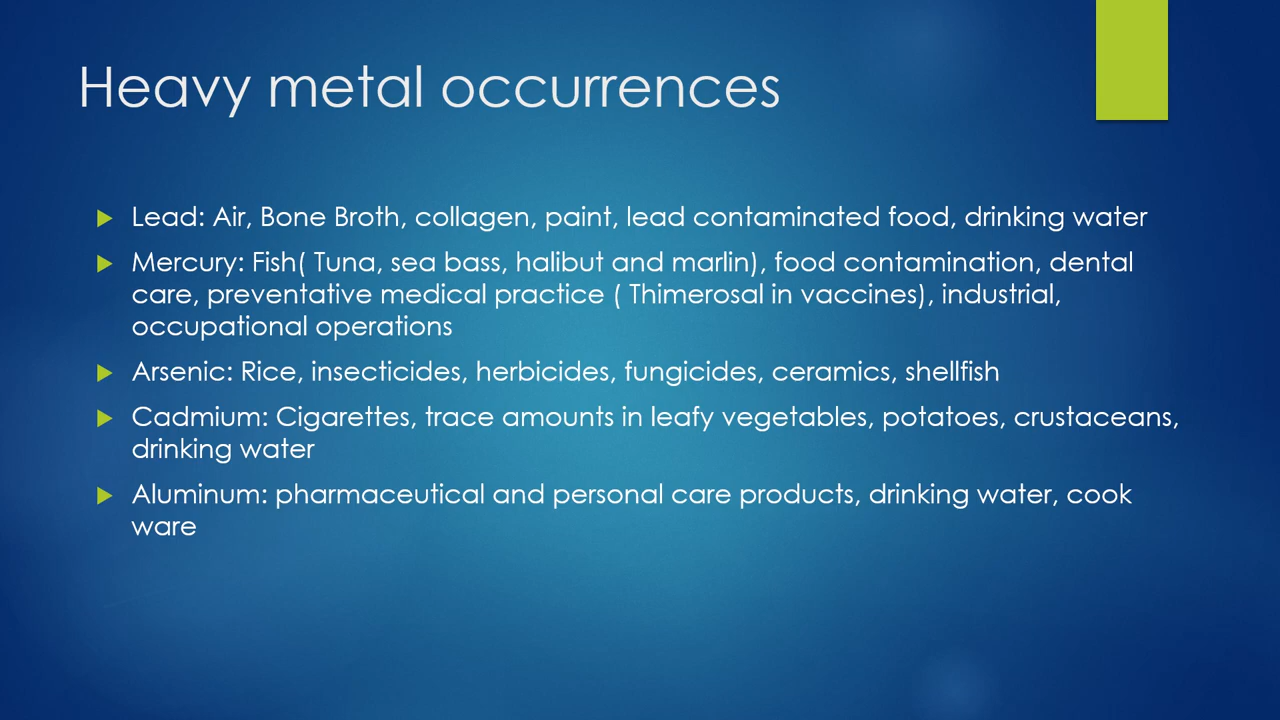 Heavy metal occurrences
Lead: Air, Bone Broth, collagen, paint, lead contaminated food, drinking water
Mercury: Fish( Tuna, sea bass, halibut and marlin), food contamination, dental
care, preventative medical practice ( Thimerosal in vaccines), industrial,
occupational operations
Arsenic: Rice, insecticides, herbicides, fungicides, ceramics, shellfish
Cadmium: Cigarettes, trace amounts in leafy vegetables, potatoes, crustaceans,
drinking water
Aluminum: pharmaceutical and personal care products, drinking water, cook
ware